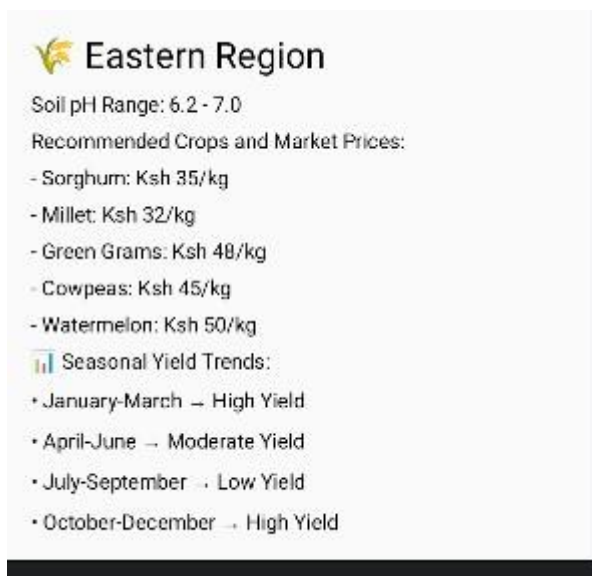 🌾 Eastern Region
Soil pH Range: 6.2 - 7.0
Recommended Crops and Market Prices:
- Sorghum: Ksh 35/kg
- Millet: Ksh 32/kg
- Green Grams: Ksh 48/kg
- Cowpeas: Ksh 45/kg
- Watermelon: Ksh 50/kg
📊 Seasonal Yield Trends:
• January-March → High Yield
• April-June → Moderate Yield
• July-September → Low Yield
• October-December → High Yield